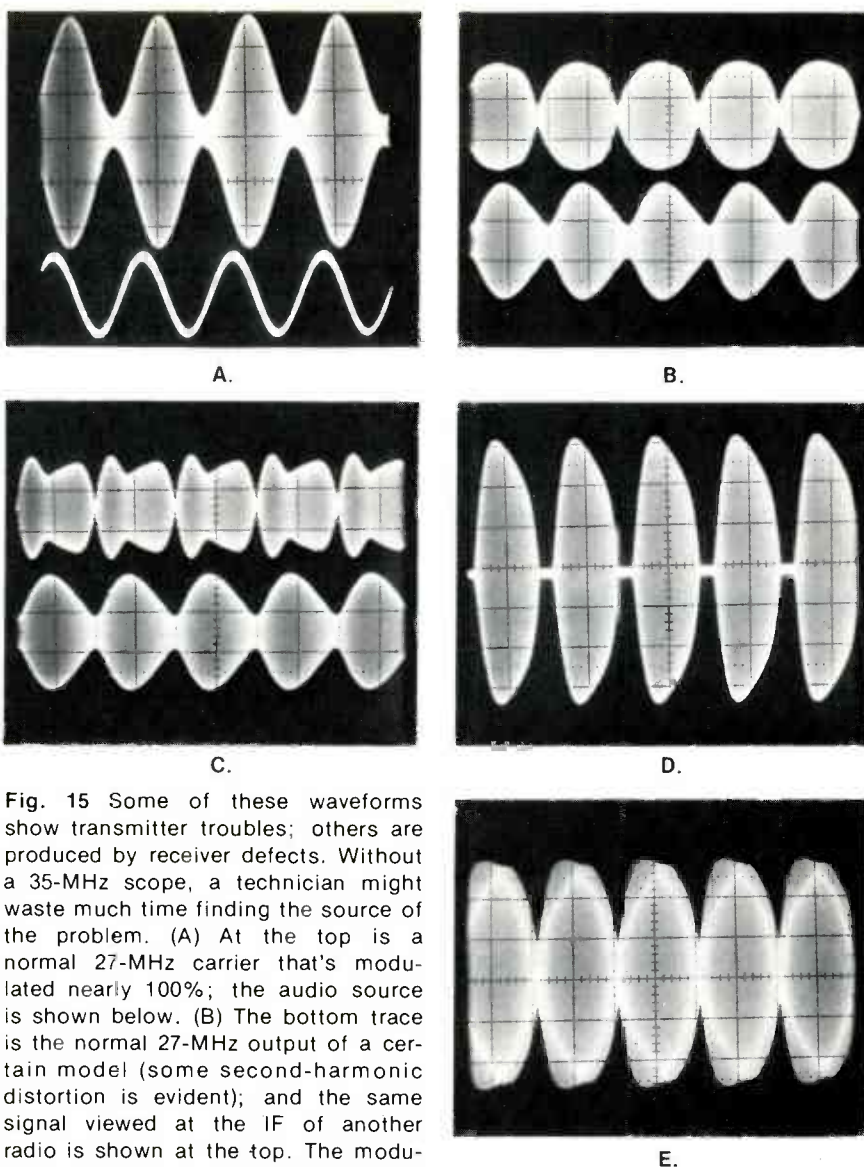 A.
B.
C.
D.
Fig. 15 Some of these waveforms
show transmitter troubles; others are
produced by receiver defects. Without
a 35-MHz scope, a technician might
waste much time finding the source of
the problem. (A) At the top is a
normal 27-MHz carrier that's modu-
lated nearly 100%; the audio source
is shown below. (B) The bottom trace
is the normal 27-MHz output of a cer-
tain model (some second-harmonic
distortion is evident); and the same
signal viewed at the IF of another
radio is shown at the top. The modu-
E.